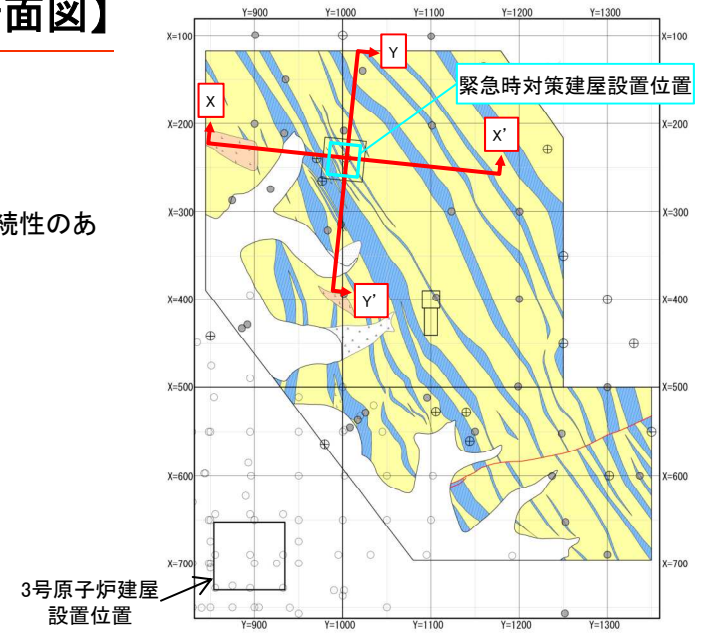 面図】
続性のあ
Y=900 Y=1000 Y=1100 Y=1200 Y=1300
X=100 X=100
Y
緊急時対策建屋設置位置
X
X=200 X' X=200
X=300 X=300
X=400 Y' X=400
X=500 X=500
X=600 X=600
X=700 X=700
3号原子炉建屋
設置位置
Y=900 Y=1000 Y=1100 Y=1200 Y=1300